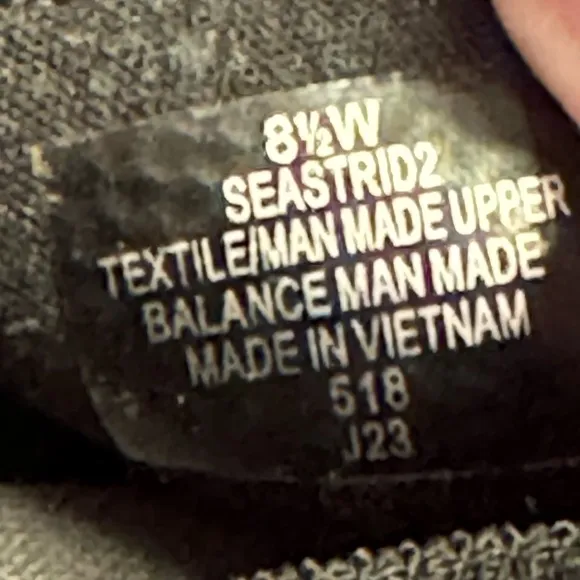 8½W
SEASTRID2
TEXTILE/MAN MADE UPPER
BALANCE MAN MADE
MADE IN VIETNAM
518
J23